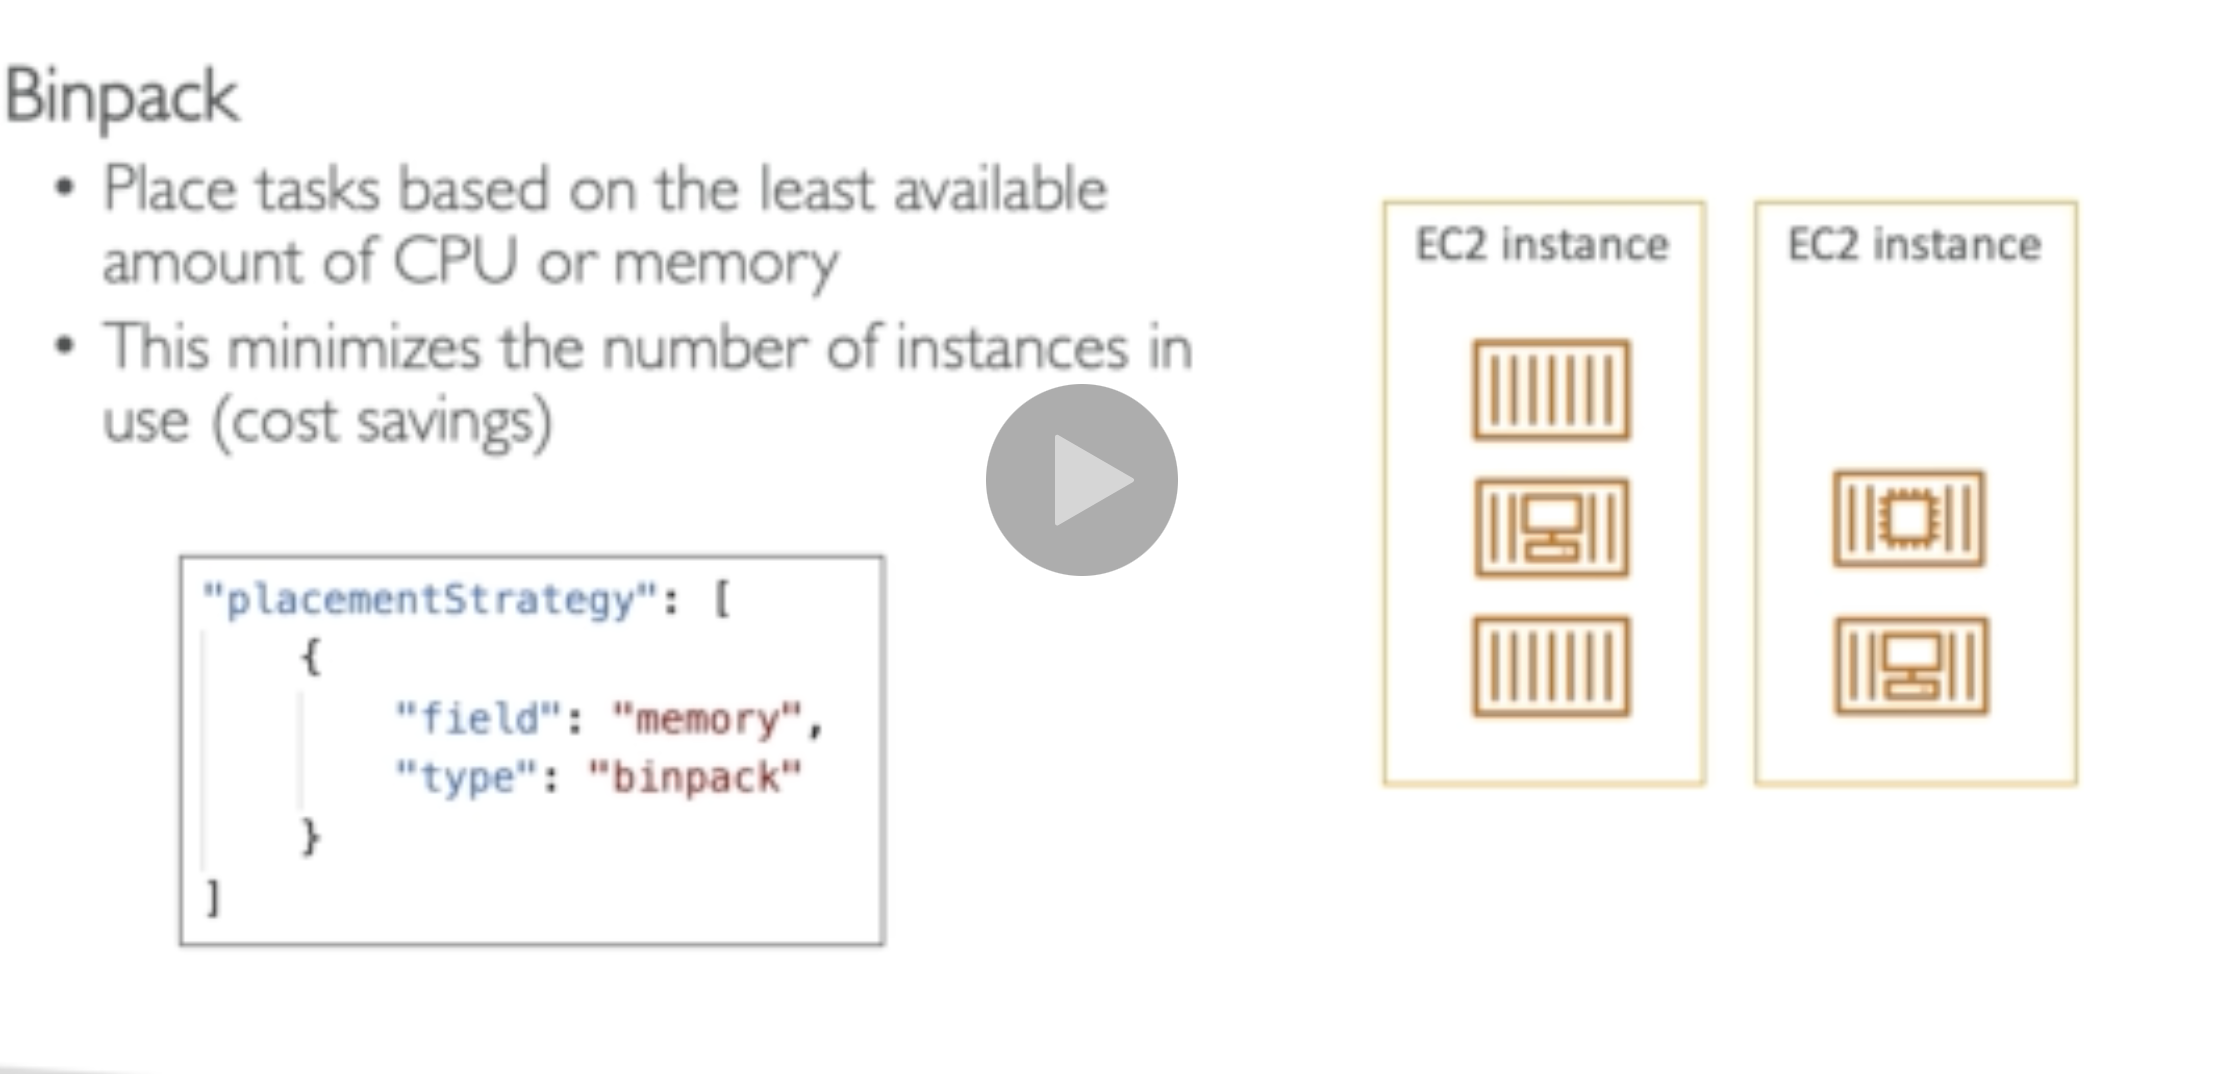 Binpack
• Place tasks based on the least available
amount of CPU or memory
• This minimizes the number of instances in
use (cost savings)
"placementStrategy": [
{
"field": "memory",
"type": "binpack"
}
]
EC2 instance
EC2 instance